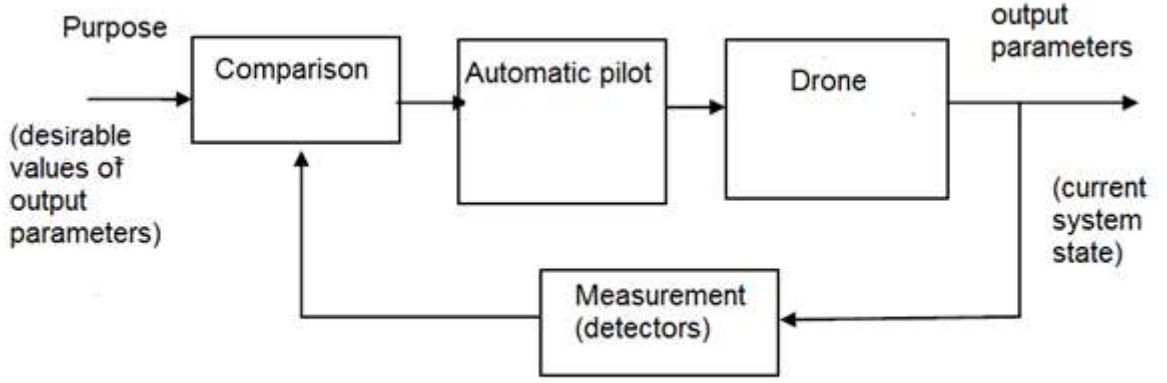 Purpose
(desirable
values of
output
parameters)
Comparison
Automatic pilot
Drone
output
parameters
(current
system
state)
Measurement
(detectors)